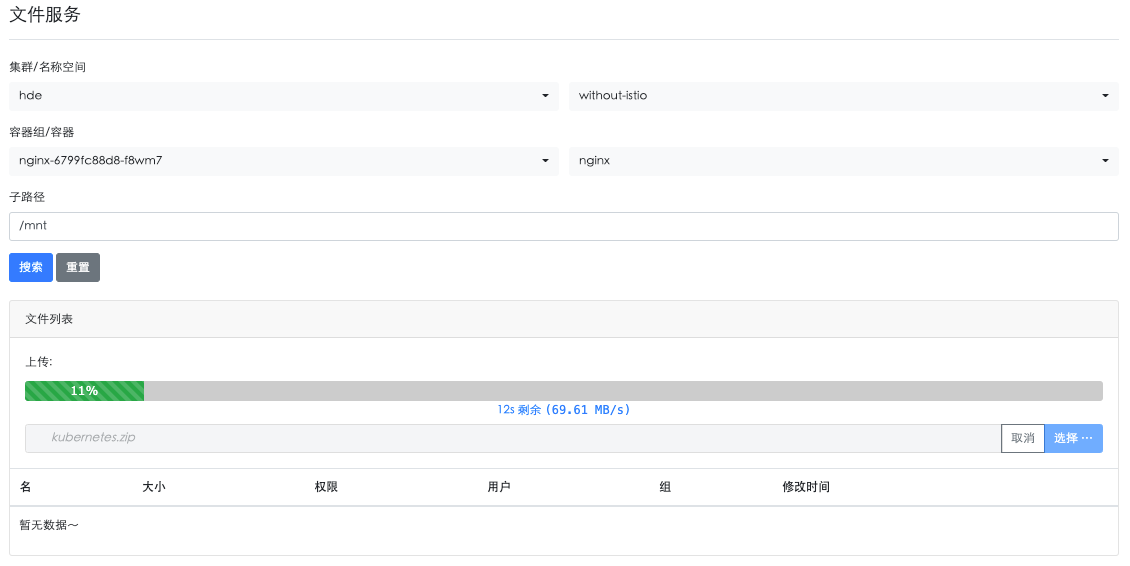 文件服务
集群/名称空间
hde without-istio
容器组/容器
nginx-6799fc88d8-f8wm7 nginx
子路径
/mnt
搜索 重置
文件列表
上传:
11%
12s 剩余 (69.61 MB/s)
kubernetes.zip 取消 选择 ···
名 大小 权限 用户 组 修改时间
暂无数据～